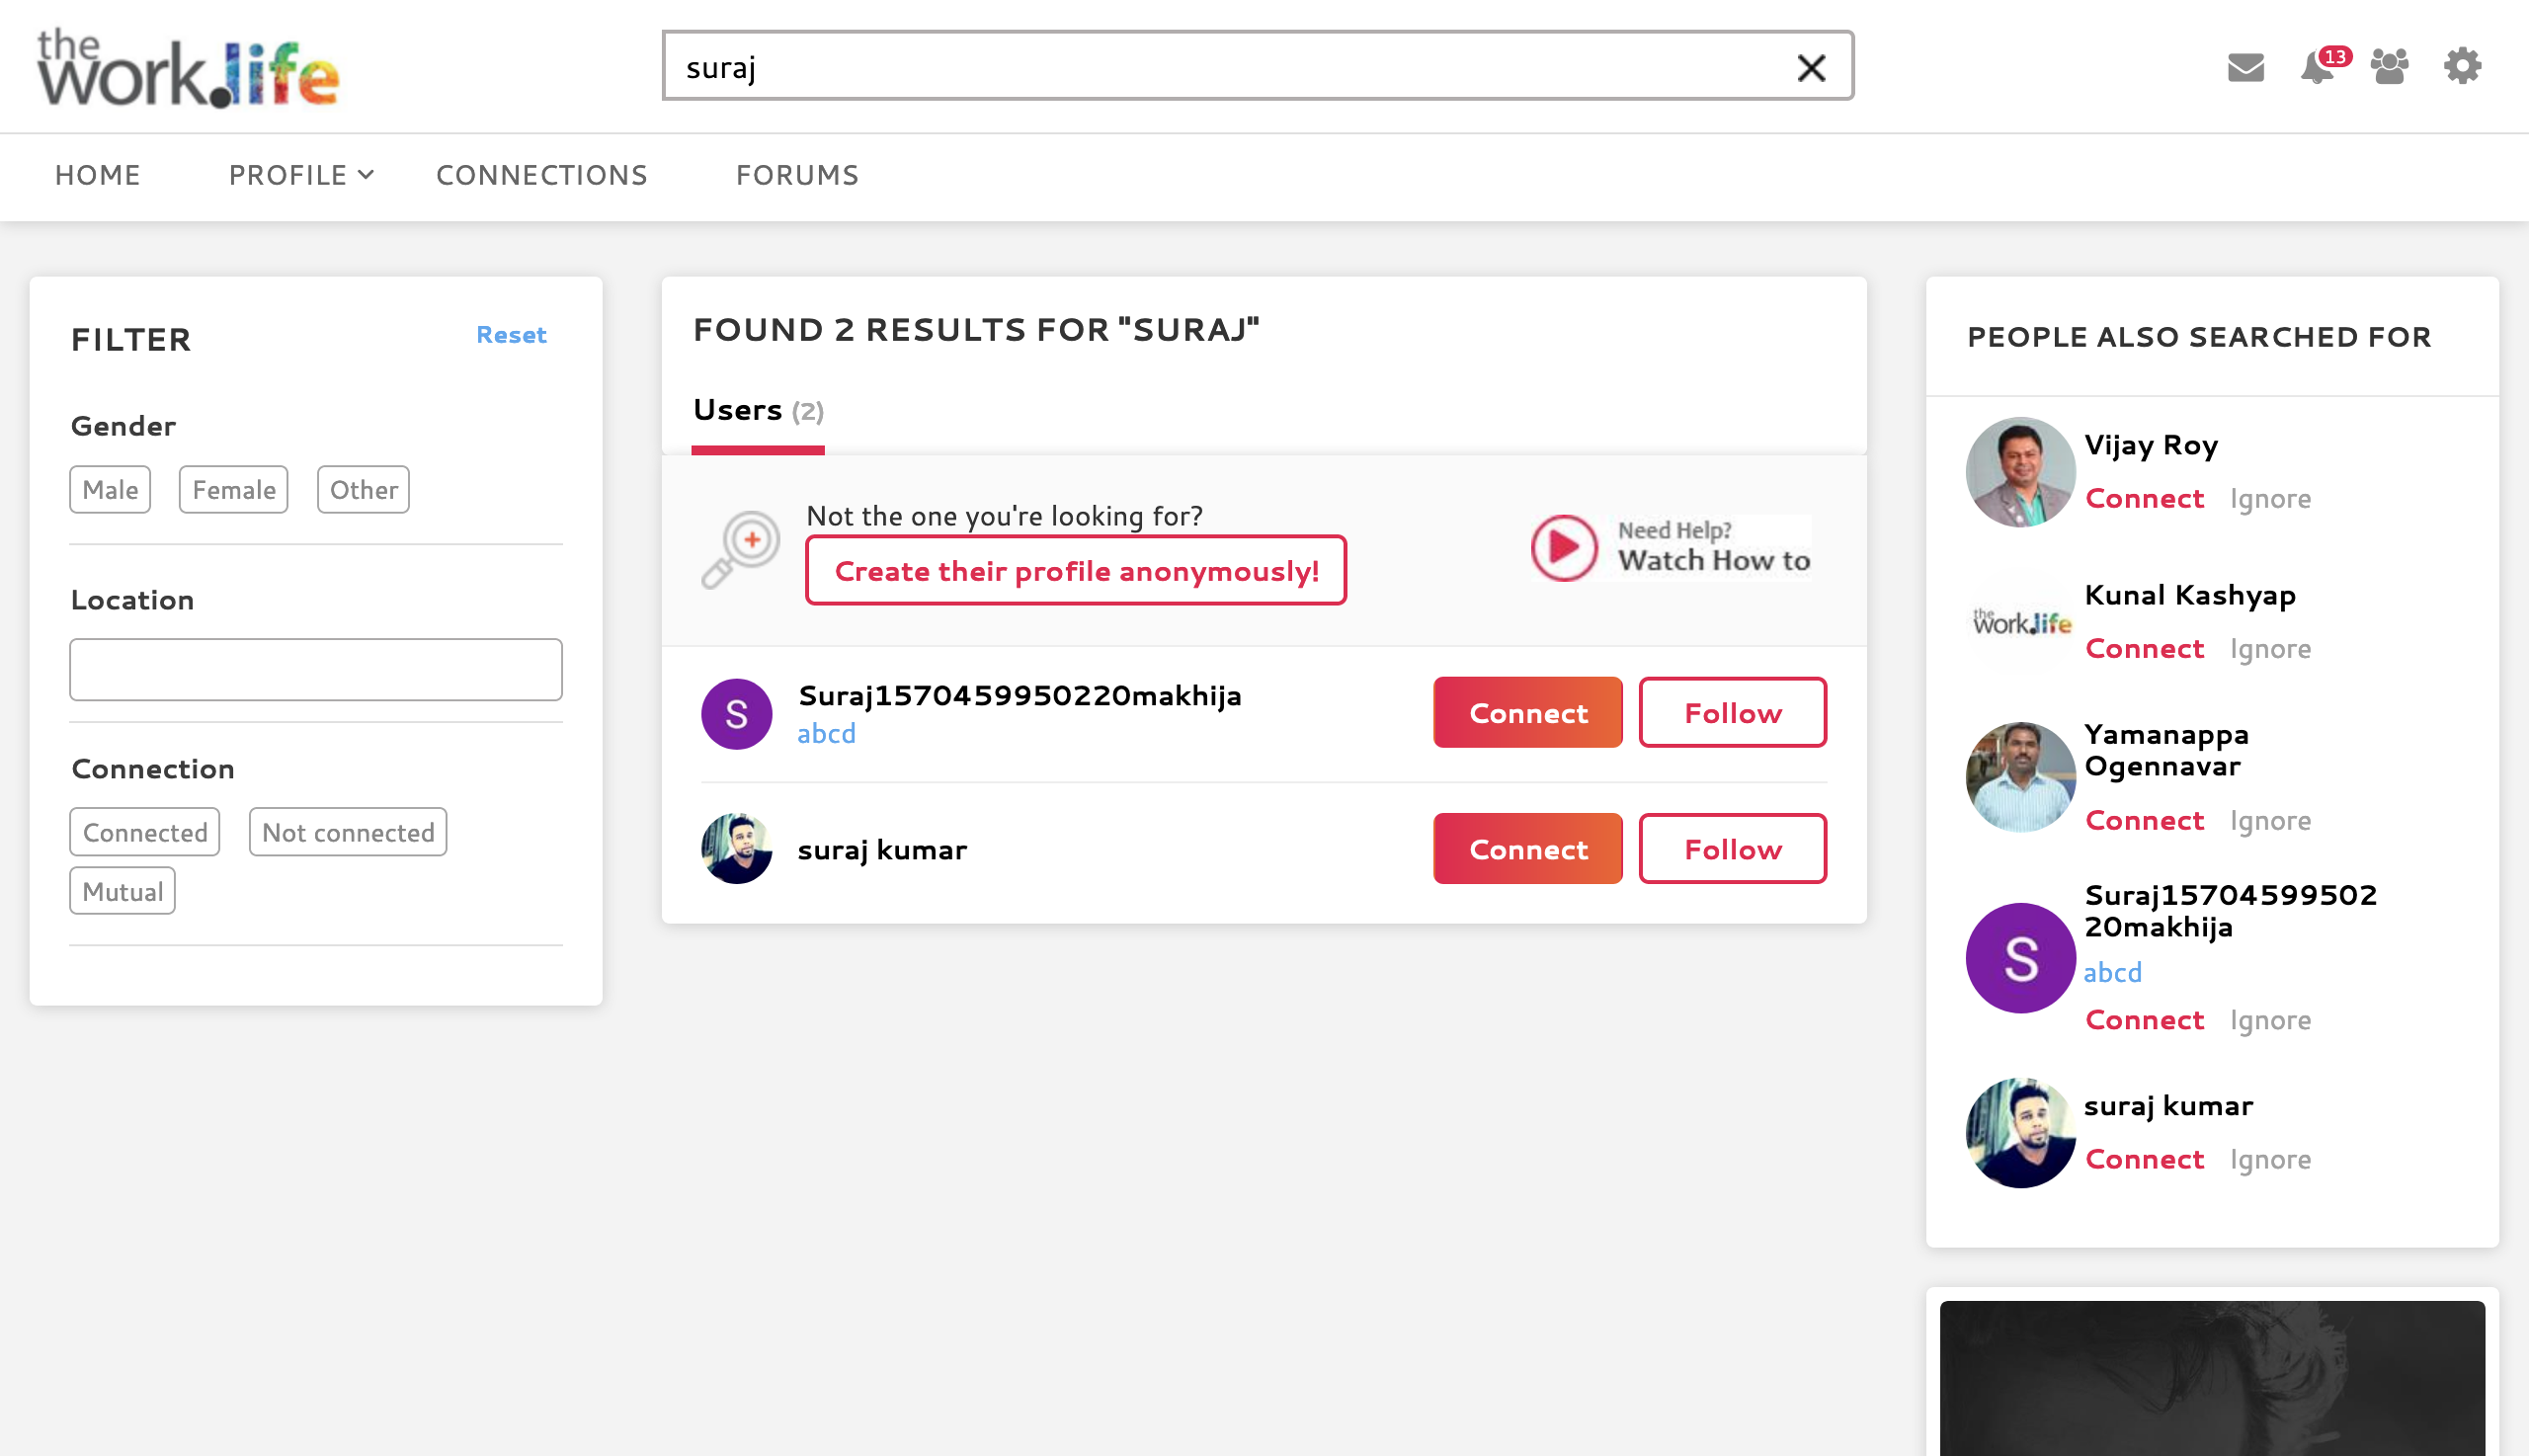 the
work.life
suraj
13
HOME
PROFILE
CONNECTIONS
FORUMS
FILTER
Reset
Gender
Male
Female
Other
Location
Connection
Connected
Not connected
Mutual
FOUND 2 RESULTS FOR "SURAJ"
Users (2)
Not the one you're looking for?
Create their profile anonymously!
Need Help?
Watch How to
S
Suraj1570459950220makhija
abcd
Connect
Follow
suraj kumar
Connect
Follow
PEOPLE ALSO SEARCHED FOR
Vijay Roy
Connect Ignore
the
work.life
Kunal Kashyap
Connect Ignore
Yamanappa
Ogennavar
Connect Ignore
S
Suraj15704599502
20makhija
abcd
Connect Ignore
suraj kumar
Connect Ignore